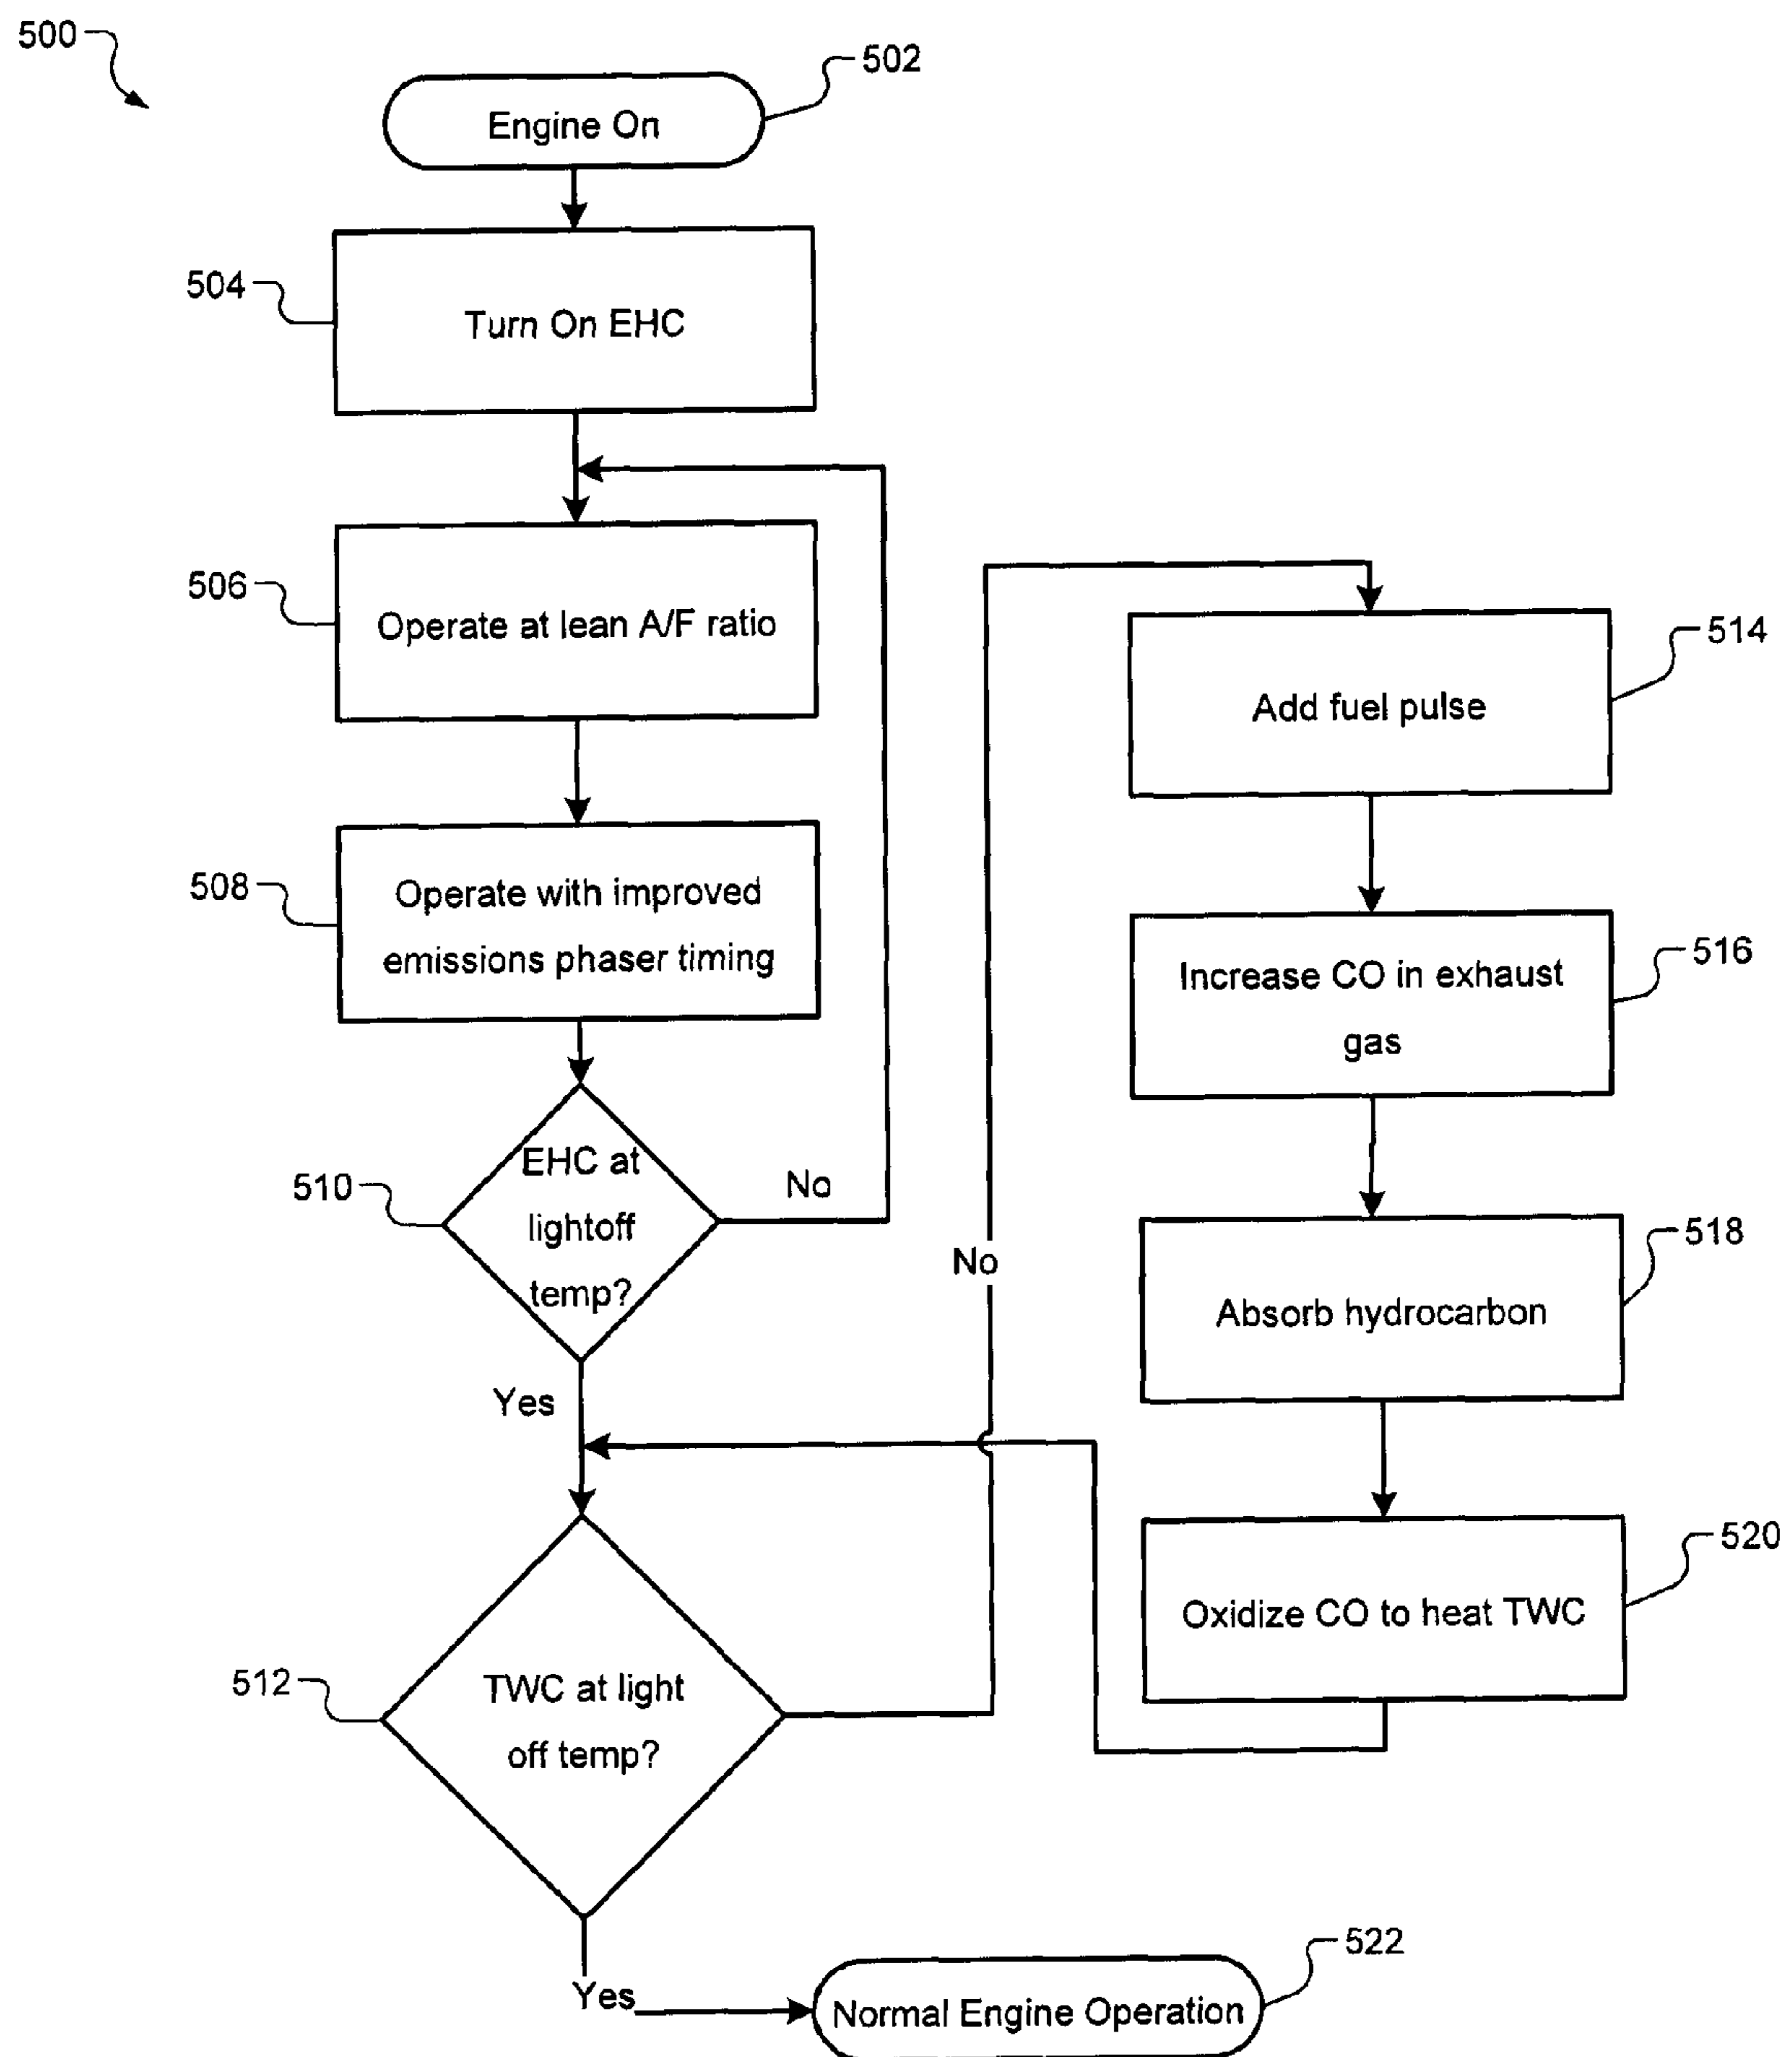 500
502
Engine On
504
Turn On EHC
506
Operate at lean A/F ratio
508
Operate with improved
emissions phaser timing
510
EHC at
lightoff
temp?
No
Yes
512
TWC at light
off temp?
No
514
Add fuel pulse
516
Increase CO in exhaust
gas
518
Absorb hydrocarbon
520
Oxidize CO to heat TWC
Yes
522
Normal Engine Operation